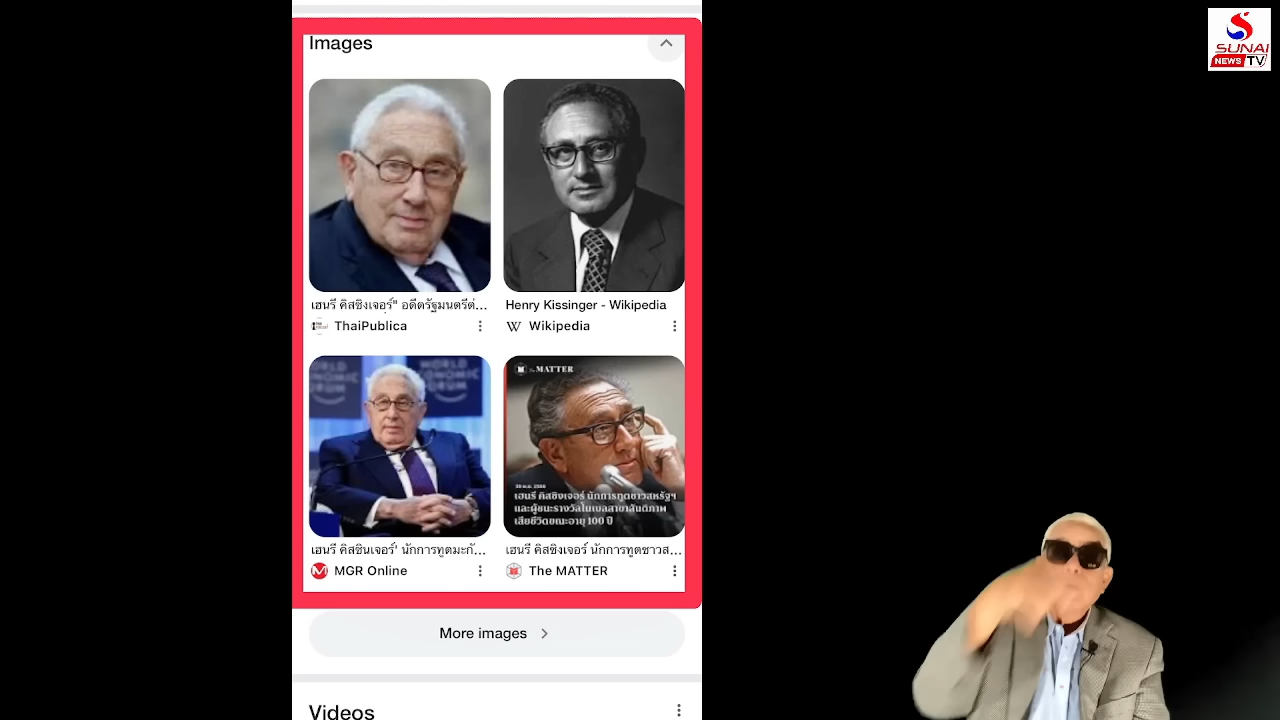 Images
SUNAI
NEWS TV
เฮนรี คิสซิงเจอร์" อดีตรัฐมนตรีต่...
ThaiPublica
Henry Kissinger - Wikipedia
W Wikipedia
WORLD
ECONOMIC
FORUM
WORLD
ECONOMIC
The MATTER
30 พ.ย. 2566
เฮนรี คิสซิงเจอร์ นักการทูตชาวสหรัฐฯ
และผู้ชนะรางวัลโนเบลสาขาสันติภาพ
เสียชีวิตขณะอายุ 100 ปี
เฮนรี คิสซินเจอร์' นักการทูตมะกั...
MGR Online
เฮนรี คิสซิงเจอร์ นักการทูตชาวส...
The MATTER
More images
Videos